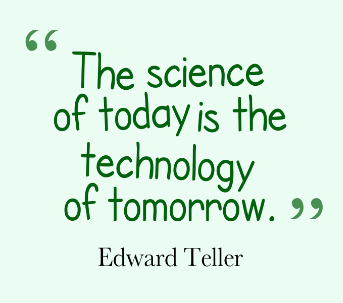 “ The science
of today is the
technology
of tomorrow. ”
Edward Teller